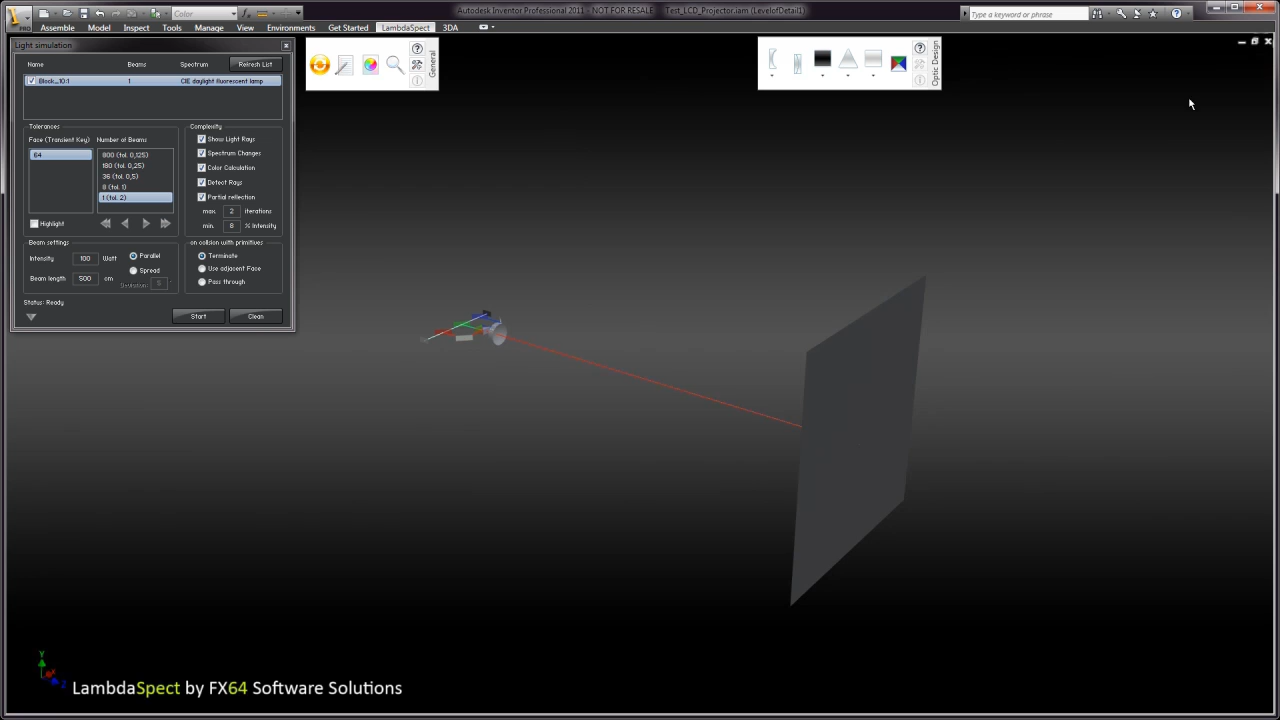 Autodesk Inventor Professional 2011 - NOT FOR RESALE Test_LCD_Projector.iam (LevelofDetail1)
Color
Type a keyword or phrase
PRO
Assemble Model Inspect Tools Manage View Environments Get Started LambdaSpect 3DA
Light simulation
Name Beams Spectrum Refresh List
Block_10:1 1 CIE daylight fluorescent lamp
Tolerances
Face (Transient Key) Number of Beams
64
800 (tol. 0,125)
180 (tol. 0,25)
36 (tol. 0,5)
8 (tol. 1)
1 (tol. 2)
Highlight
Complexity
Show Light Rays
Spectrum Changes
Color Calculation
Detect Rays
Partial reflection
max. 2 iterations
min. 8 % Intensity
Beam settings
Intensity 100 Watt
Parallel
Spread
Beam length 500 cm
Deviation: 5 °
on collision with primitives
Terminate
Use adjacent Face
Pass through
Status: Ready
Start Clean
General
Optic Design
Y
Z
LambdaSpect by FX64 Software Solutions